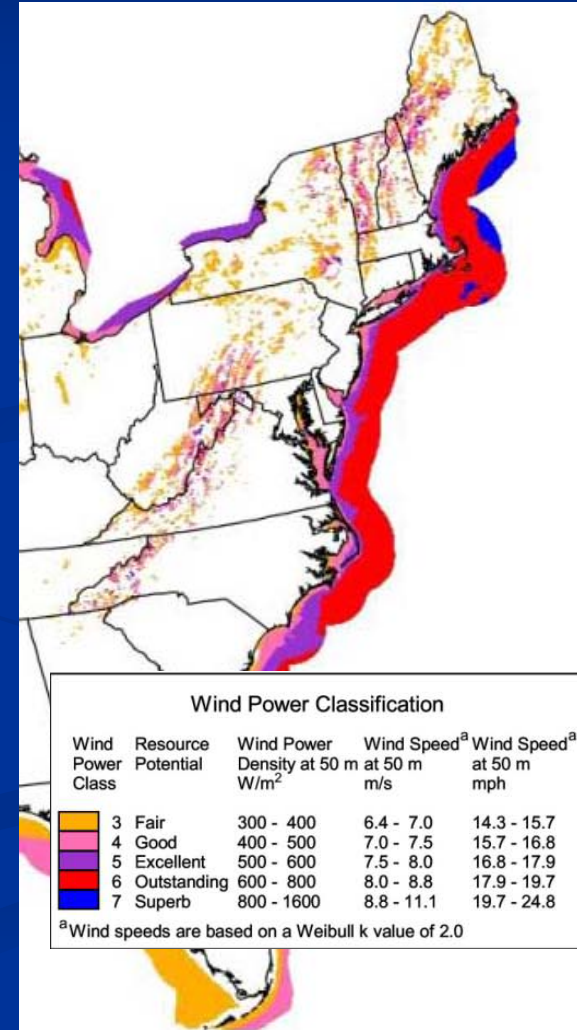 Wind Power Classification
Wind Resource Wind Power Wind Speedᵃ Wind Speedᵃ
Power Potential Density at 50 m at 50 m at 50 m
Class W/m² m/s mph
3 Fair 300 - 400 6.4 - 7.0 14.3 - 15.7
4 Good 400 - 500 7.0 - 7.5 15.7 - 16.8
5 Excellent 500 - 600 7.5 - 8.0 16.8 - 17.9
6 Outstanding 600 - 800 8.0 - 8.8 17.9 - 19.7
7 Superb 800 - 1600 8.8 - 11.1 19.7 - 24.8
ᵃWind speeds are based on a Weibull k value of 2.0